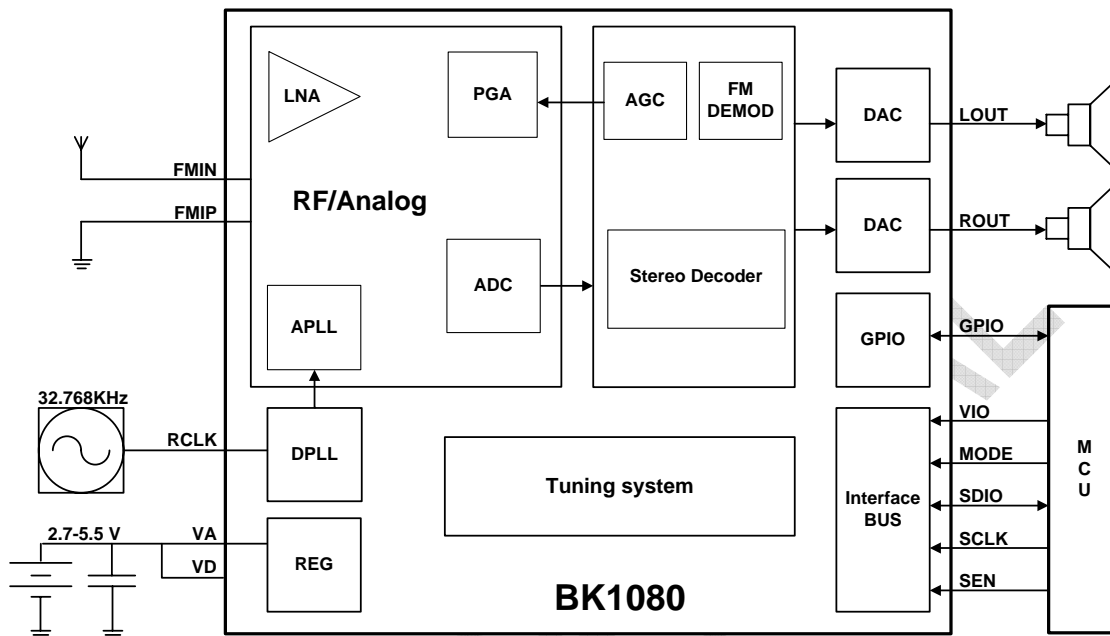 LNA
PGA
AGC
FM
DEMOD
DAC
LOUT
FMIN
RF/Analog
FMIP
DAC
ROUT
ADC
Stereo Decoder
APLL
GPIO
GPIO
32.768KHz
RCLK
DPLL
Tuning system
Interface
BUS
VIO
MODE
SDIO
SCLK
SEN
M
C
U
2.7-5.5 V
VA
VD
REG
BK1080